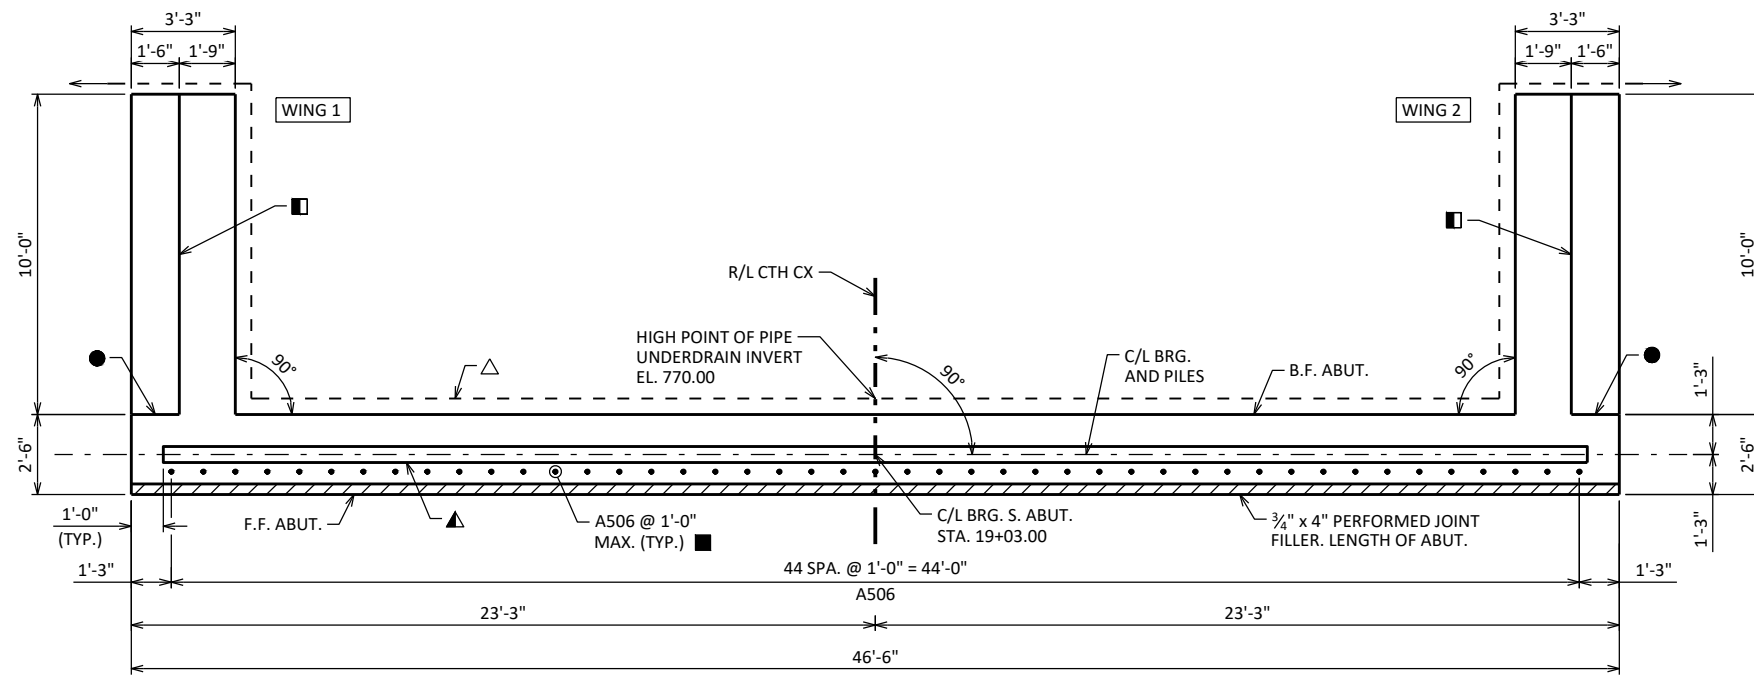 3'-3"
3'-3"
1'-6"
1'-9"
1'-9"
1'-6"
WING 1
WING 2
10'-0"
10'-0"
R/L CTH CX
HIGH POINT OF PIPE
UNDERDRAIN INVERT
EL. 770.00
C/L BRG.
AND PILES
B.F. ABUT.
90°
90°
90°
1'-3"
2'-6"
2'-6"
1'-3"
1'-0"
(TYP.)
F.F. ABUT.
A506 @ 1'-0"
MAX. (TYP.)
C/L BRG. S. ABUT.
STA. 19+03.00
¾" x 4" PERFORMED JOINT
FILLER. LENGTH OF ABUT.
1'-3"
44 SPA. @ 1'-0" = 44'-0"
1'-3"
A506
23'-3"
23'-3"
46'-6"